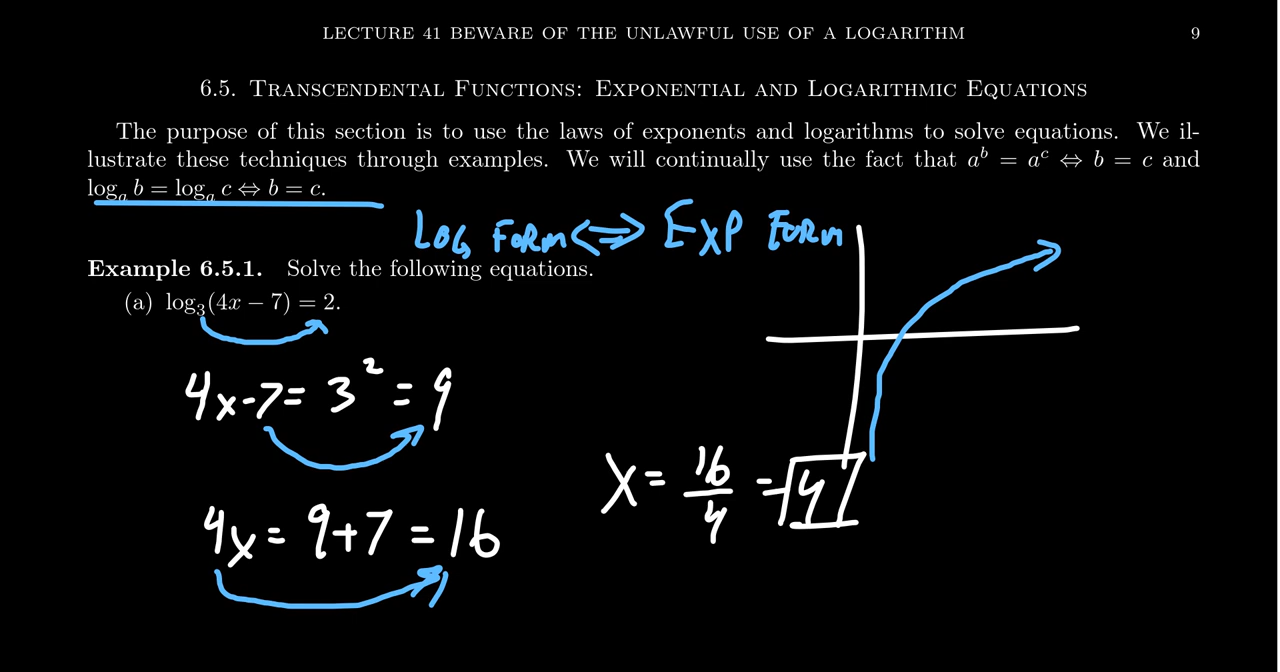 LECTURE 41 BEWARE OF THE UNLAWFUL USE OF A LOGARITHM 9
6.5. Transcendental Functions: Exponential and Logarithmic Equations
The purpose of this section is to use the laws of exponents and logarithms to solve equations. We il-
lustrate these techniques through examples. We will continually use the fact that a^b = a^c ⇔ b = c and
log_a b = log_a c ⇔ b = c.
LOG FORM ⇔ EXP FORM
Example 6.5.1. Solve the following equations.
(a) log_3(4x − 7) = 2.
4x-7 = 3^2 = 9
X = 16/4 = 4
4x = 9+7 = 16